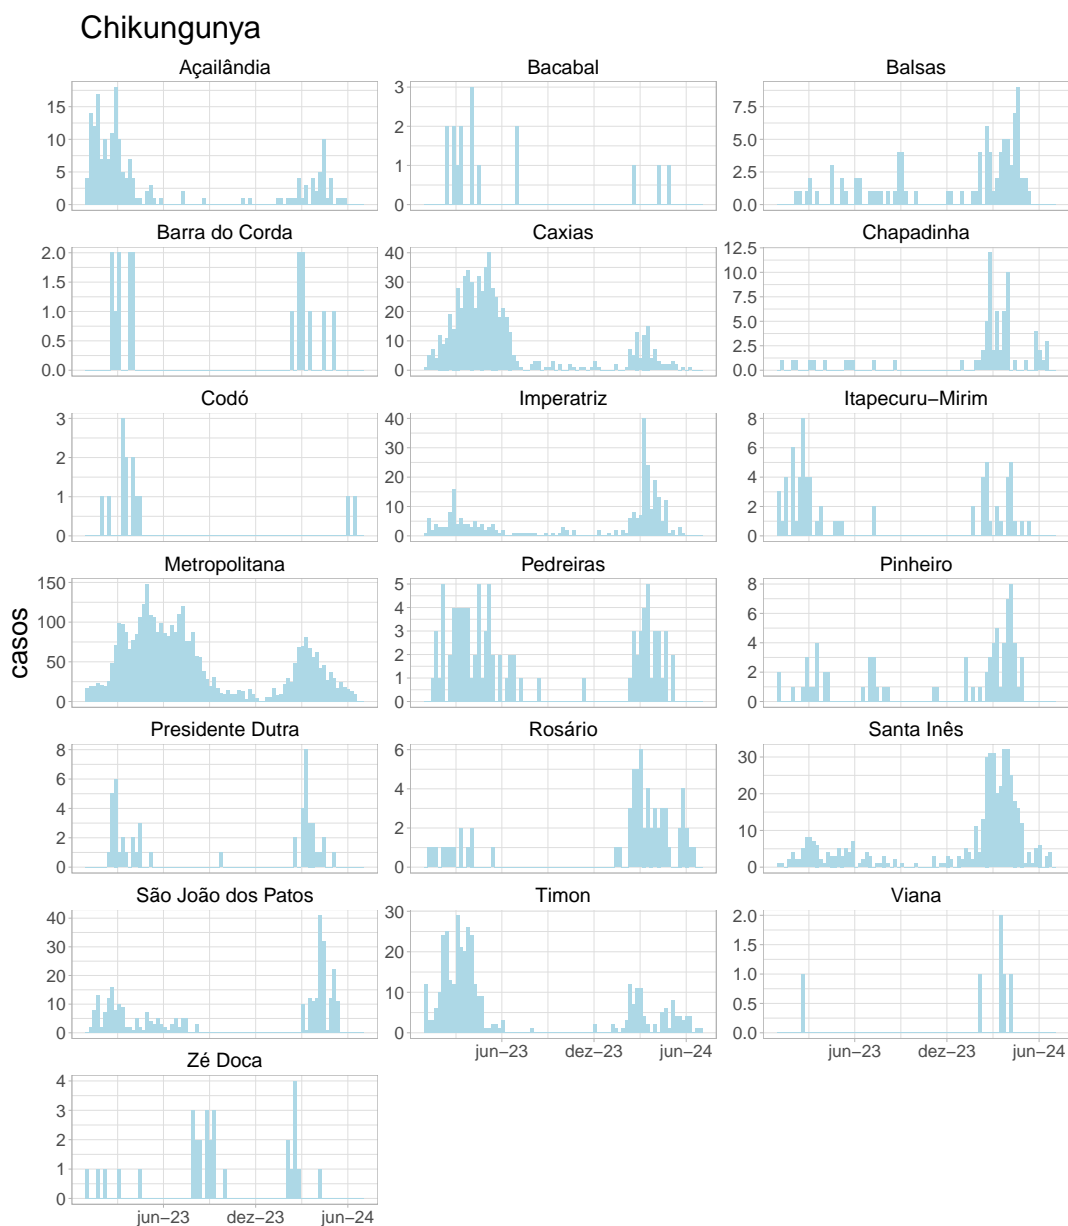 Chikungunya
Açailândia Bacabal Balsas
15 10 5 0
3 2 1 0
7.5 5.0 2.5 0.0
Barra do Corda Caxias Chapadinha
2.0 1.5 1.0 0.5 0.0
40 30 20 10 0
12.5 10.0 7.5 5.0 2.5 0.0
Codó Imperatriz Itapecuru−Mirim
3 2 1 0
40 30 20 10 0
8 6 4 2 0
Metropolitana Pedreiras Pinheiro
150 100 50 0
5 4 3 2 1 0
8 6 4 2 0
casos
Presidente Dutra Rosário Santa Inês
8 6 4 2 0
6 4 2 0
30 20 10 0
São João dos Patos Timon Viana
40 30 20 10 0
30 20 10 0
2.0 1.5 1.0 0.5 0.0
jun−23 dez−23 jun−24 jun−23 dez−23 jun−24
Zé Doca
4 3 2 1 0
jun−23 dez−23 jun−24